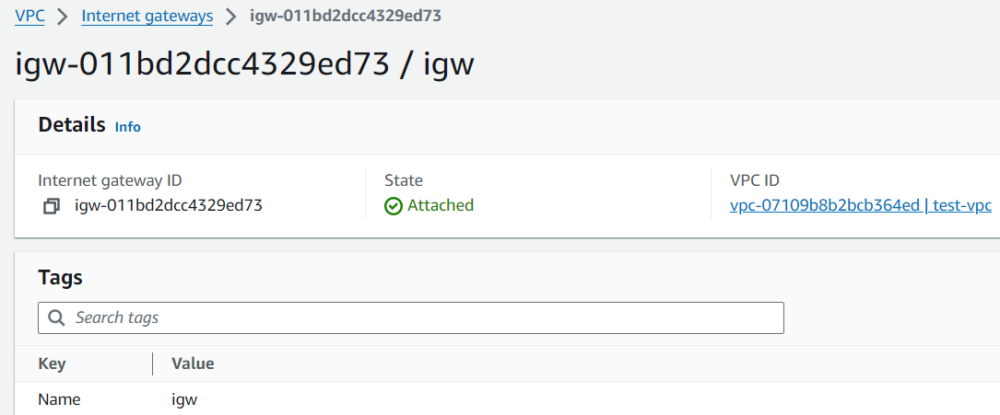 VPC > Internet gateways > igw-011bd2dcc4329ed73
igw-011bd2dcc4329ed73 / igw
Details Info
Internet gateway ID State VPC ID
igw-011bd2dcc4329ed73 Attached vpc-07109b8b2bcb364ed | test-vpc
Tags
Search tags
Key Value
Name igw